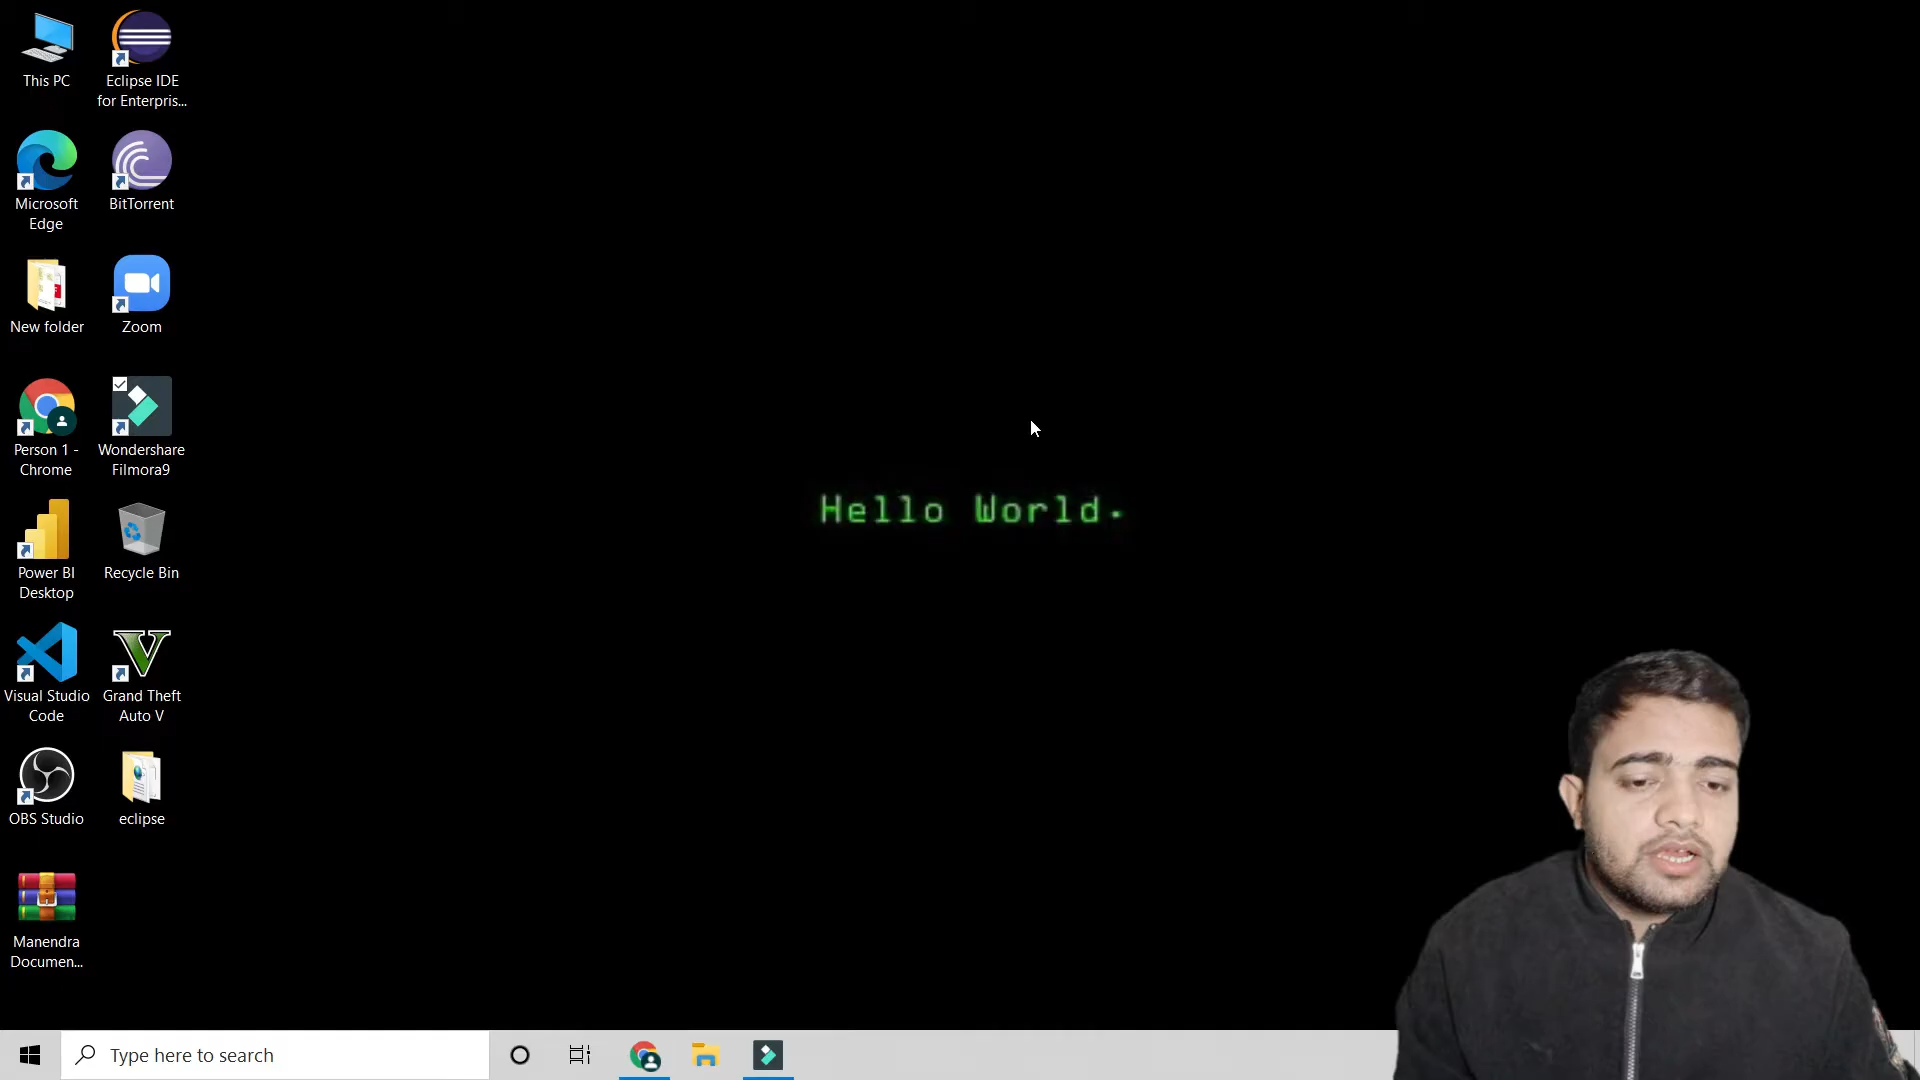 This PC
Eclipse IDE
for Enterpris...
Microsoft
Edge
BitTorrent
New folder
Zoom
Person 1 -
Chrome
Wondershare
Filmora9
Power BI
Desktop
Recycle Bin
Visual Studio
Code
Grand Theft
Auto V
OBS Studio
eclipse
Manendra
Documen...
Hello World.
Type here to search